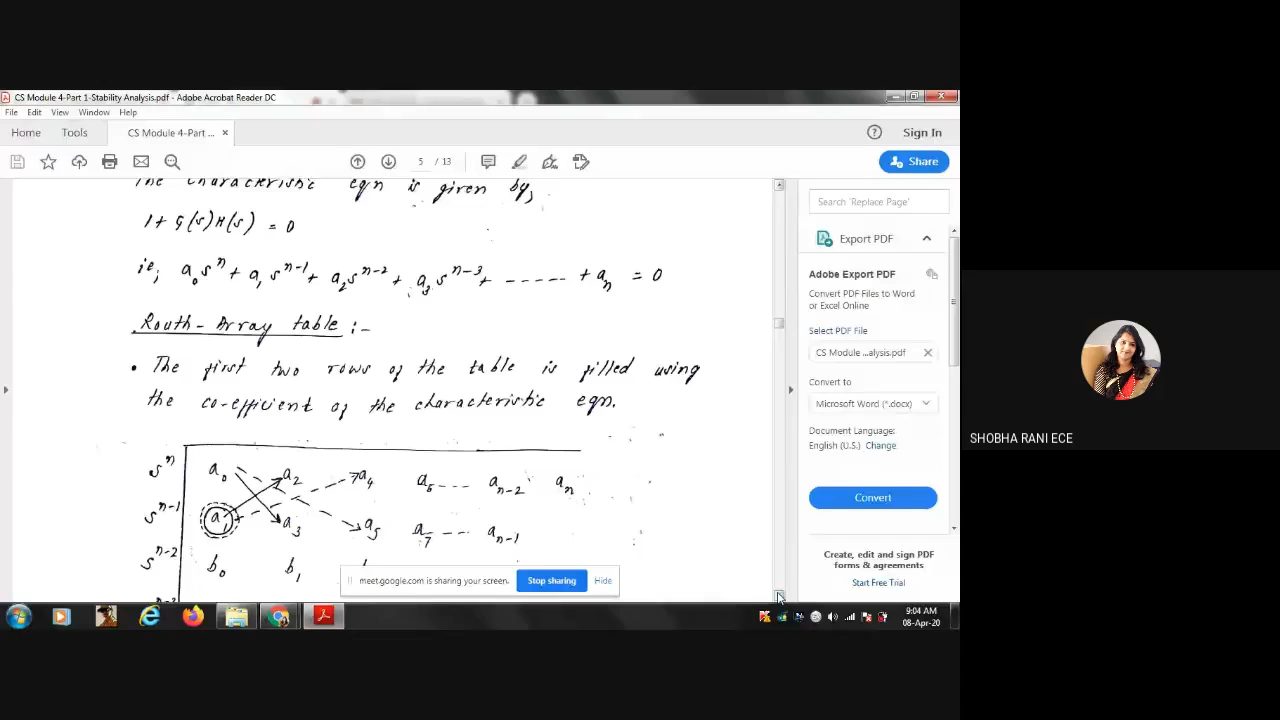 CS Module 4-Part 1-Stability Analysis.pdf - Adobe Acrobat Reader DC
File Edit View Window Help
Home Tools CS Module 4-Part ... × Sign In
5 / 13 Share
The characteristic eqn is given by,
1 + G(s)H(s) = 0
ie, a₀sⁿ + a₁sⁿ⁻¹ + a₂sⁿ⁻² + a₃sⁿ⁻³ + ------ + aₙ = 0
Routh-Array table :-
• The first two rows of the table is filled using
the co-efficient of the characteristic eqn.
sⁿ a₀ a₂ a₄ a₆ ---- aₙ₋₂ aₙ
sⁿ⁻¹ a₁ a₃ a₅ a₇ --- aₙ₋₁
sⁿ⁻² b₀ b₁
Search 'Replace Page'
Export PDF
Adobe Export PDF
Convert PDF Files to Word
or Excel Online
Select PDF File
CS Module ...alysis.pdf ×
Convert to
Microsoft Word (*.docx)
Document Language:
English (U.S.) Change
Convert
Create, edit and sign PDF
forms & agreements
Start Free Trial
meet.google.com is sharing your screen. Stop sharing Hide
9:04 AM
08-Apr-20
SHOBHA RANI ECE